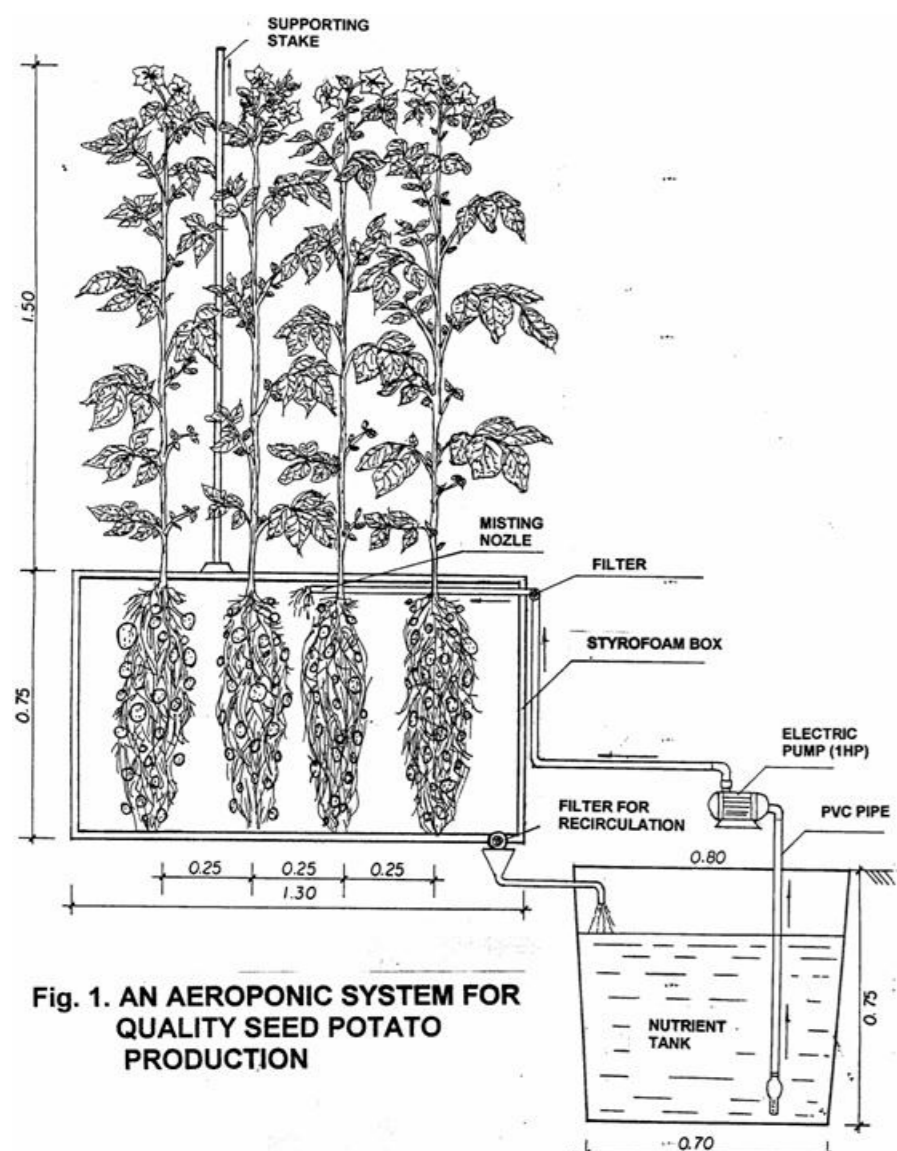 SUPPORTING
STAKE
1.50
MISTING
NOZZLE
FILTER
STYROFOAM BOX
0.75
ELECTRIC
PUMP (1HP)
FILTER FOR
RECIRCULATION
PVC PIPE
0.25 0.25 0.25
1.30
0.80
NUTRIENT
TANK
0.75
0.70
Fig. 1. AN AEROPONIC SYSTEM FOR
QUALITY SEED POTATO
PRODUCTION